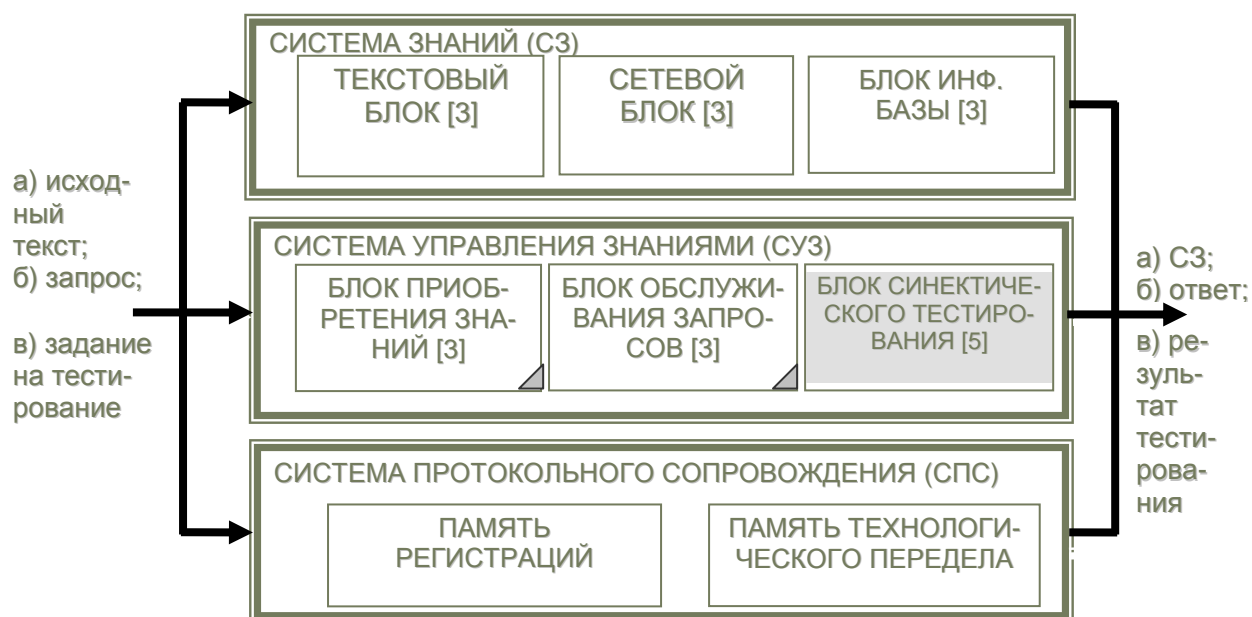 СИСТЕМА ЗНАНИЙ (СЗ)
ТЕКСТОВЫЙ
БЛОК [3]
СЕТЕВОЙ
БЛОК [3]
БЛОК ИНФ.
БАЗЫ [3]
а) исход-
ный
текст;
б) запрос;
в) задание
на тести-
рование
СИСТЕМА УПРАВЛЕНИЯ ЗНАНИЯМИ (СУЗ)
БЛОК ПРИОБ-
РЕТЕНИЯ ЗНА-
НИЙ [3]
БЛОК ОБСЛУЖИ-
ВАНИЯ ЗАПРО-
СОВ [3]
БЛОК СИНЕКТИЧЕ-
СКОГО ТЕСТИРО-
ВАНИЯ [5]
а) СЗ;
б) ответ;
в) ре-
зуль-
тат
тести-
рова-
ния
СИСТЕМА ПРОТОКОЛЬНОГО СОПРОВОЖДЕНИЯ (СПС)
ПАМЯТЬ
РЕГИСТРАЦИЙ
ПАМЯТЬ ТЕХНОЛОГИ-
ЧЕСКОГО ПЕРЕДЕЛА